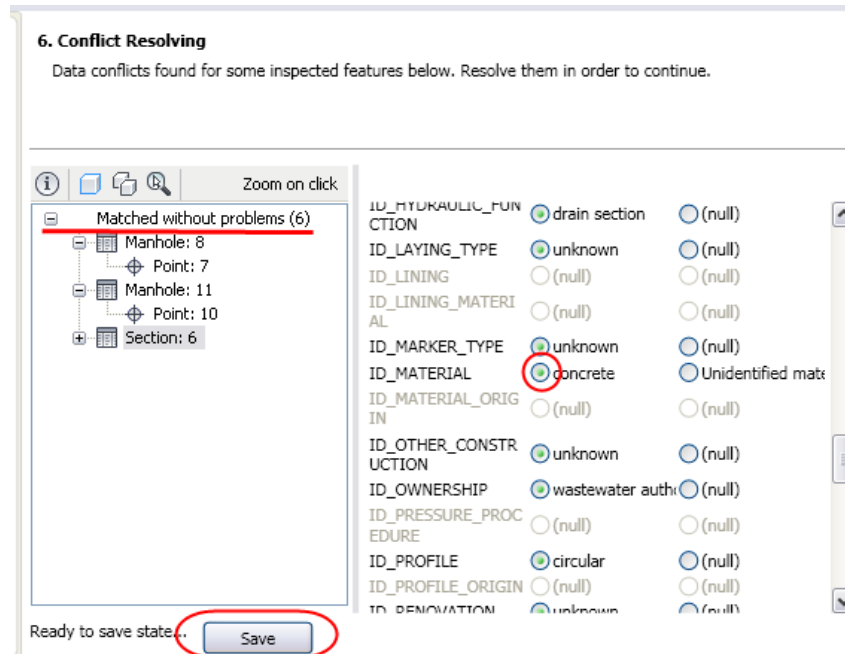 6. Conflict Resolving
Data conflicts found for some inspected features below. Resolve them in order to continue.
Zoom on click
Matched without problems (6)
Manhole: 8
Point: 7
Manhole: 11
Point: 10
Section: 6
ID_HYDRAULIC_FUN
CTION drain section (null)
ID_LAYING_TYPE unknown (null)
ID_LINING (null) (null)
ID_LINING_MATERI
AL (null) (null)
ID_MARKER_TYPE unknown (null)
ID_MATERIAL concrete Unidentified mate
ID_MATERIAL_ORIG
IN (null) (null)
ID_OTHER_CONSTR
UCTION unknown (null)
ID_OWNERSHIP wastewater autho (null)
ID_PRESSURE_PROC
EDURE (null) (null)
ID_PROFILE circular (null)
ID_PROFILE_ORIGIN (null) (null)
ID_RENOVATION unknown (null)
Ready to save state...
Save